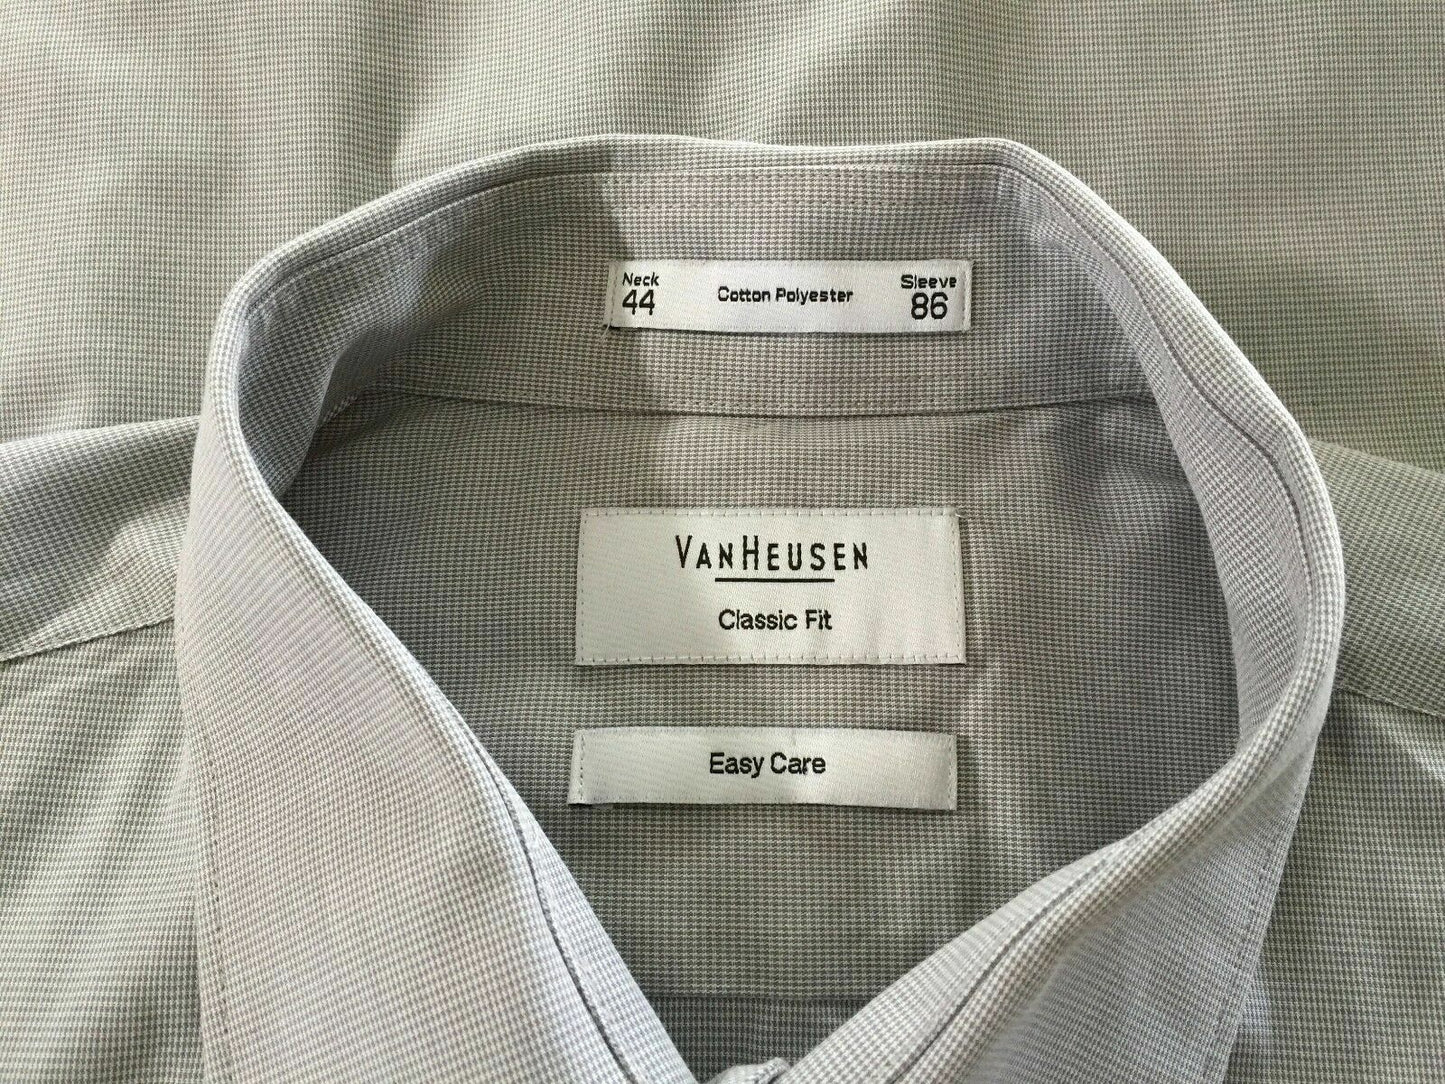 Neck Cotton Polyester Sleeve
44 86
VANHEUSEN
Classic Fit
Easy Care